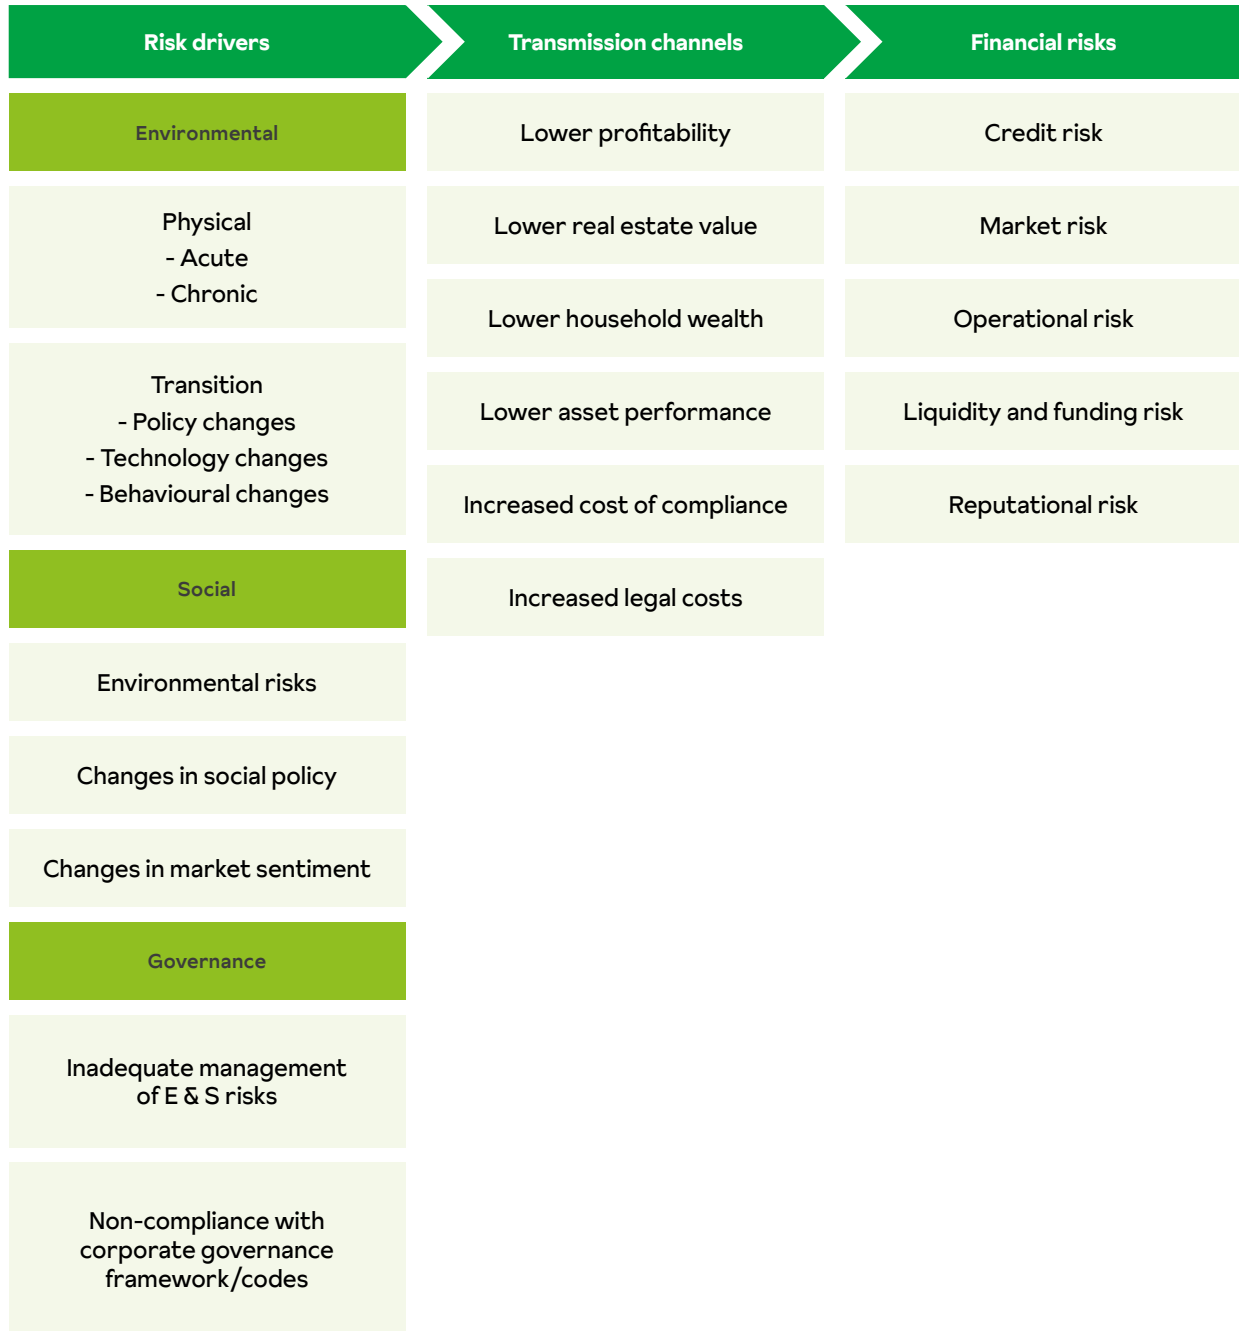 Risk drivers
Transmission channels
Financial risks
Environmental
Physical
- Acute
- Chronic
Transition
- Policy changes
- Technology changes
- Behavioural changes
Social
Environmental risks
Changes in social policy
Changes in market sentiment
Governance
Inadequate management
of E & S risks
Non-compliance with
corporate governance
framework/codes
Lower profitability
Lower real estate value
Lower household wealth
Lower asset performance
Increased cost of compliance
Increased legal costs
Credit risk
Market risk
Operational risk
Liquidity and funding risk
Reputational risk